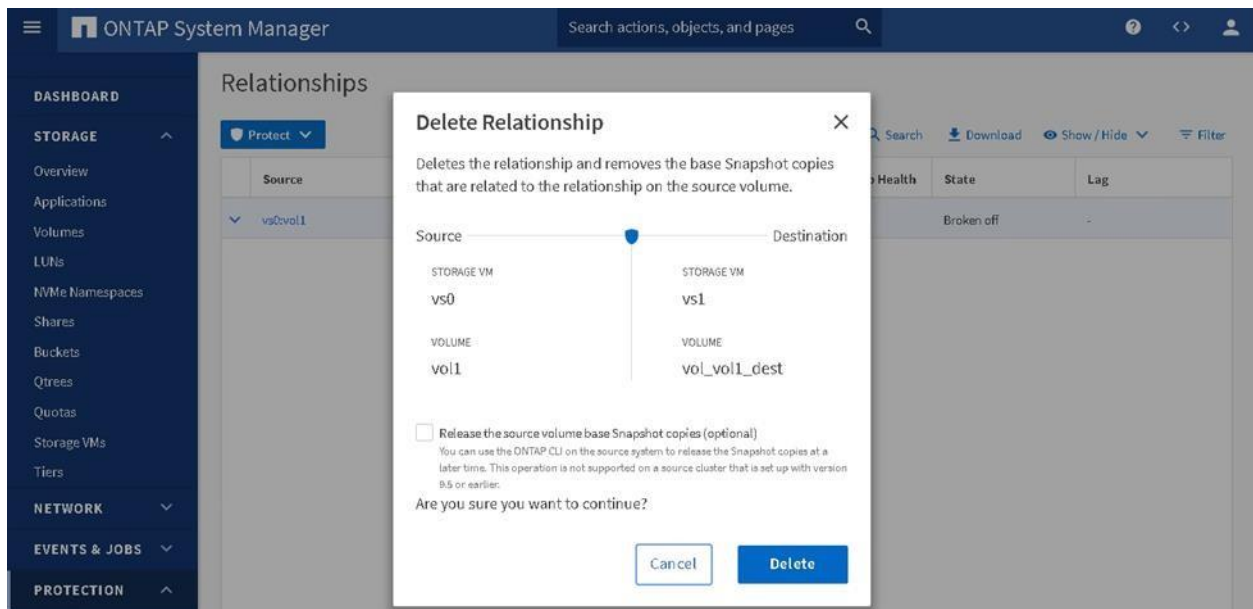 ONTAP System Manager
Search actions, objects, and pages
DASHBOARD
STORAGE
Overview
Applications
Volumes
LUNs
NVMe Namespaces
Shares
Buckets
Qtrees
Quotas
Storage VMs
Tiers
NETWORK
EVENTS & JOBS
PROTECTION
Relationships
Protect
Search
Download
Show / Hide
Filter
Source
Health
State
Lag
vs0:vol1
Broken off
-
Delete Relationship
Deletes the relationship and removes the base Snapshot copies
that are related to the relationship on the source volume.
Source
Destination
STORAGE VM
STORAGE VM
vs0
vs1
VOLUME
VOLUME
vol1
vol_vol1_dest
Release the source volume base Snapshot copies (optional)
You can use the ONTAP CLI on the source system to release the Snapshot copies at a
later time. This operation is not supported on a source cluster that is set up with version
9.5 or earlier.
Are you sure you want to continue?
Cancel
Delete